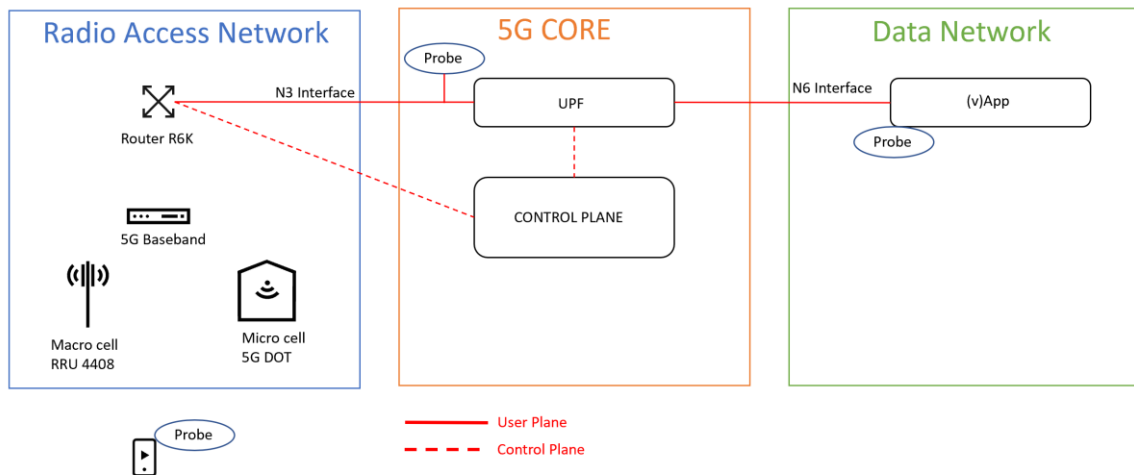 Radio Access Network
5G CORE
Data Network
Probe
N3 Interface
UPF
N6 Interface
(v)App
Router R6K
Probe
CONTROL PLANE
5G Baseband
Macro cell
RRU 4408
Micro cell
5G DOT
Probe
User Plane
Control Plane